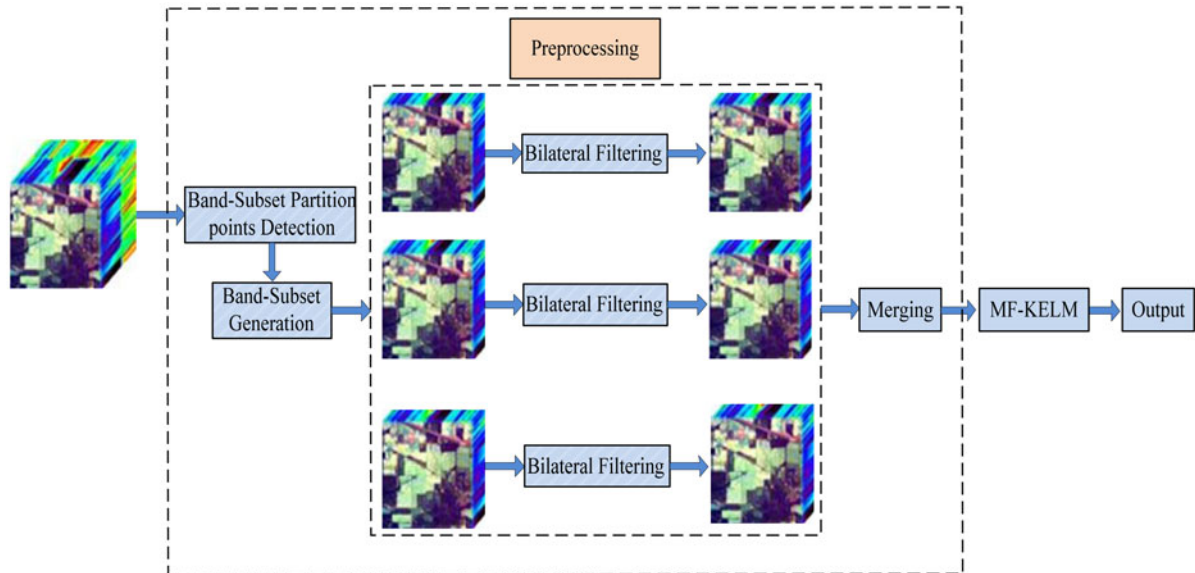 Preprocessing
Bilateral Filtering
Band-Subset Partition
points Detection
Band-Subset
Generation
Bilateral Filtering
Merging
MF-KELM
Output
Bilateral Filtering